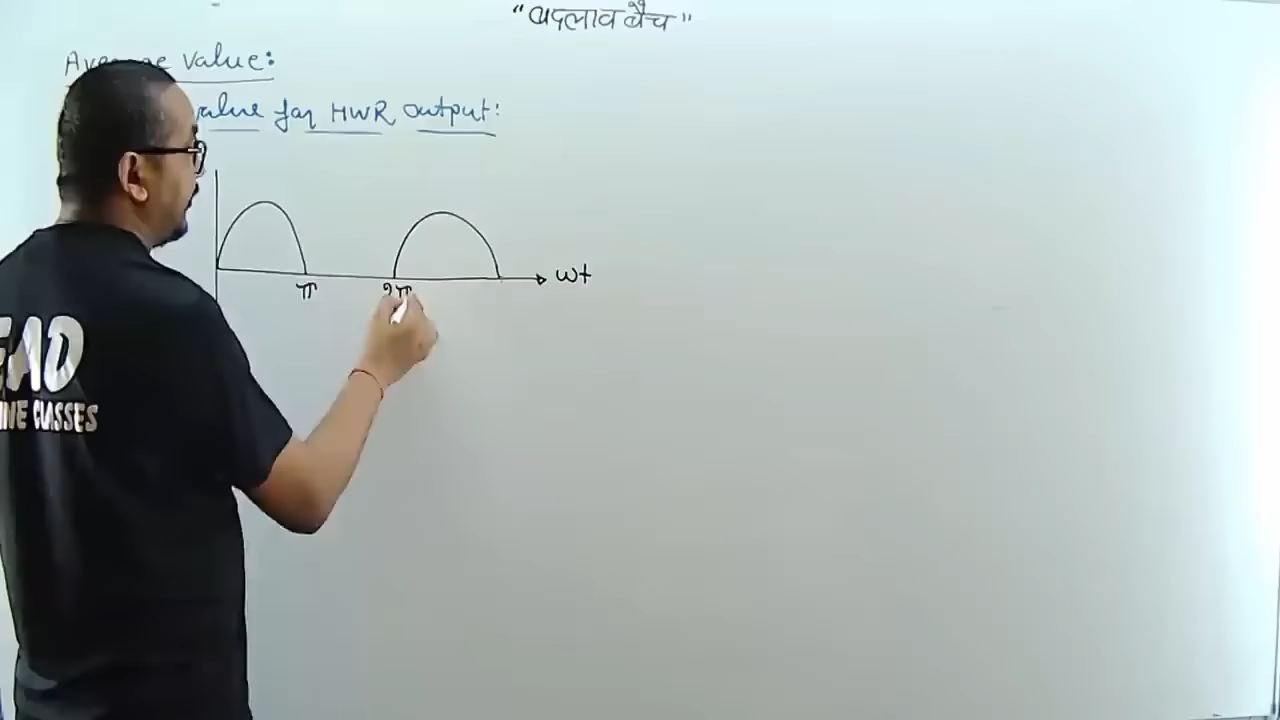 "बदलाव बैच"
Average value:
value for HWR output:
π 2π ωt
EAD
INE CLASSES